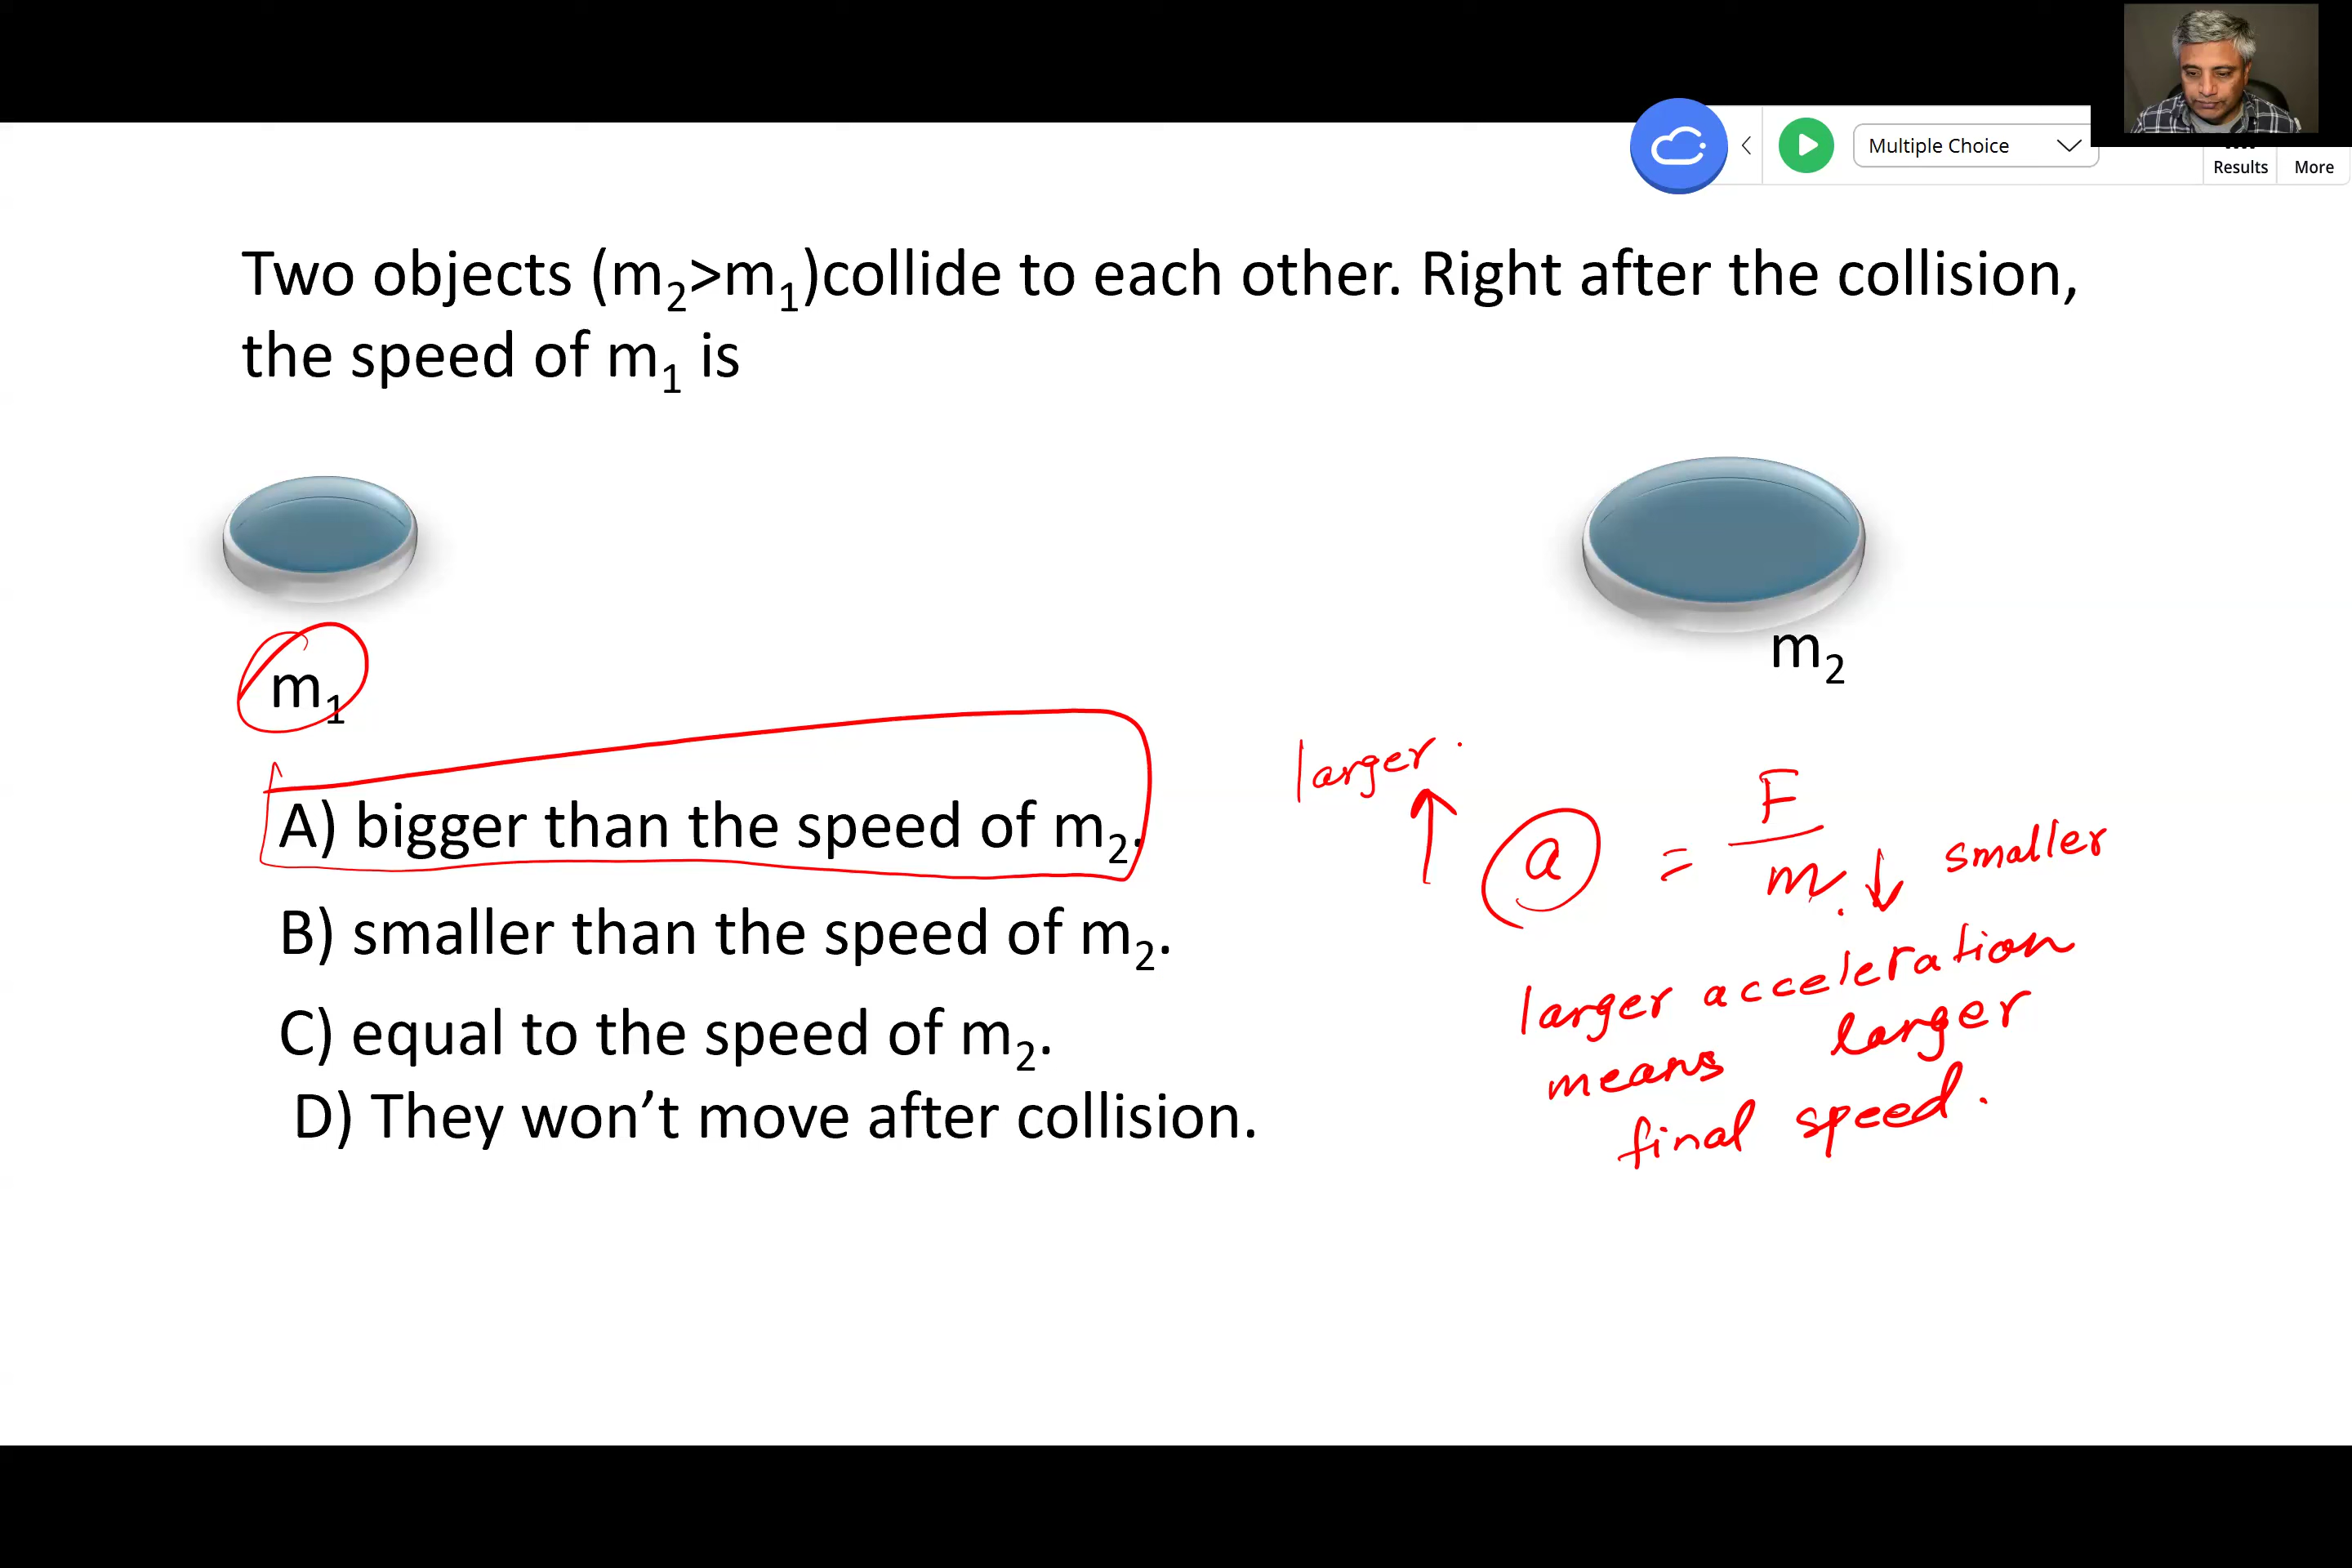 Multiple Choice
Results
More
Two objects (m₂>m₁)collide to each other. Right after the collision,
the speed of m₁ is
m₁
m₂
A) bigger than the speed of m₂.
B) smaller than the speed of m₂.
C) equal to the speed of m₂.
D) They won’t move after collision.
larger.
a = F/m smaller
larger acceleration
means larger
final speed.